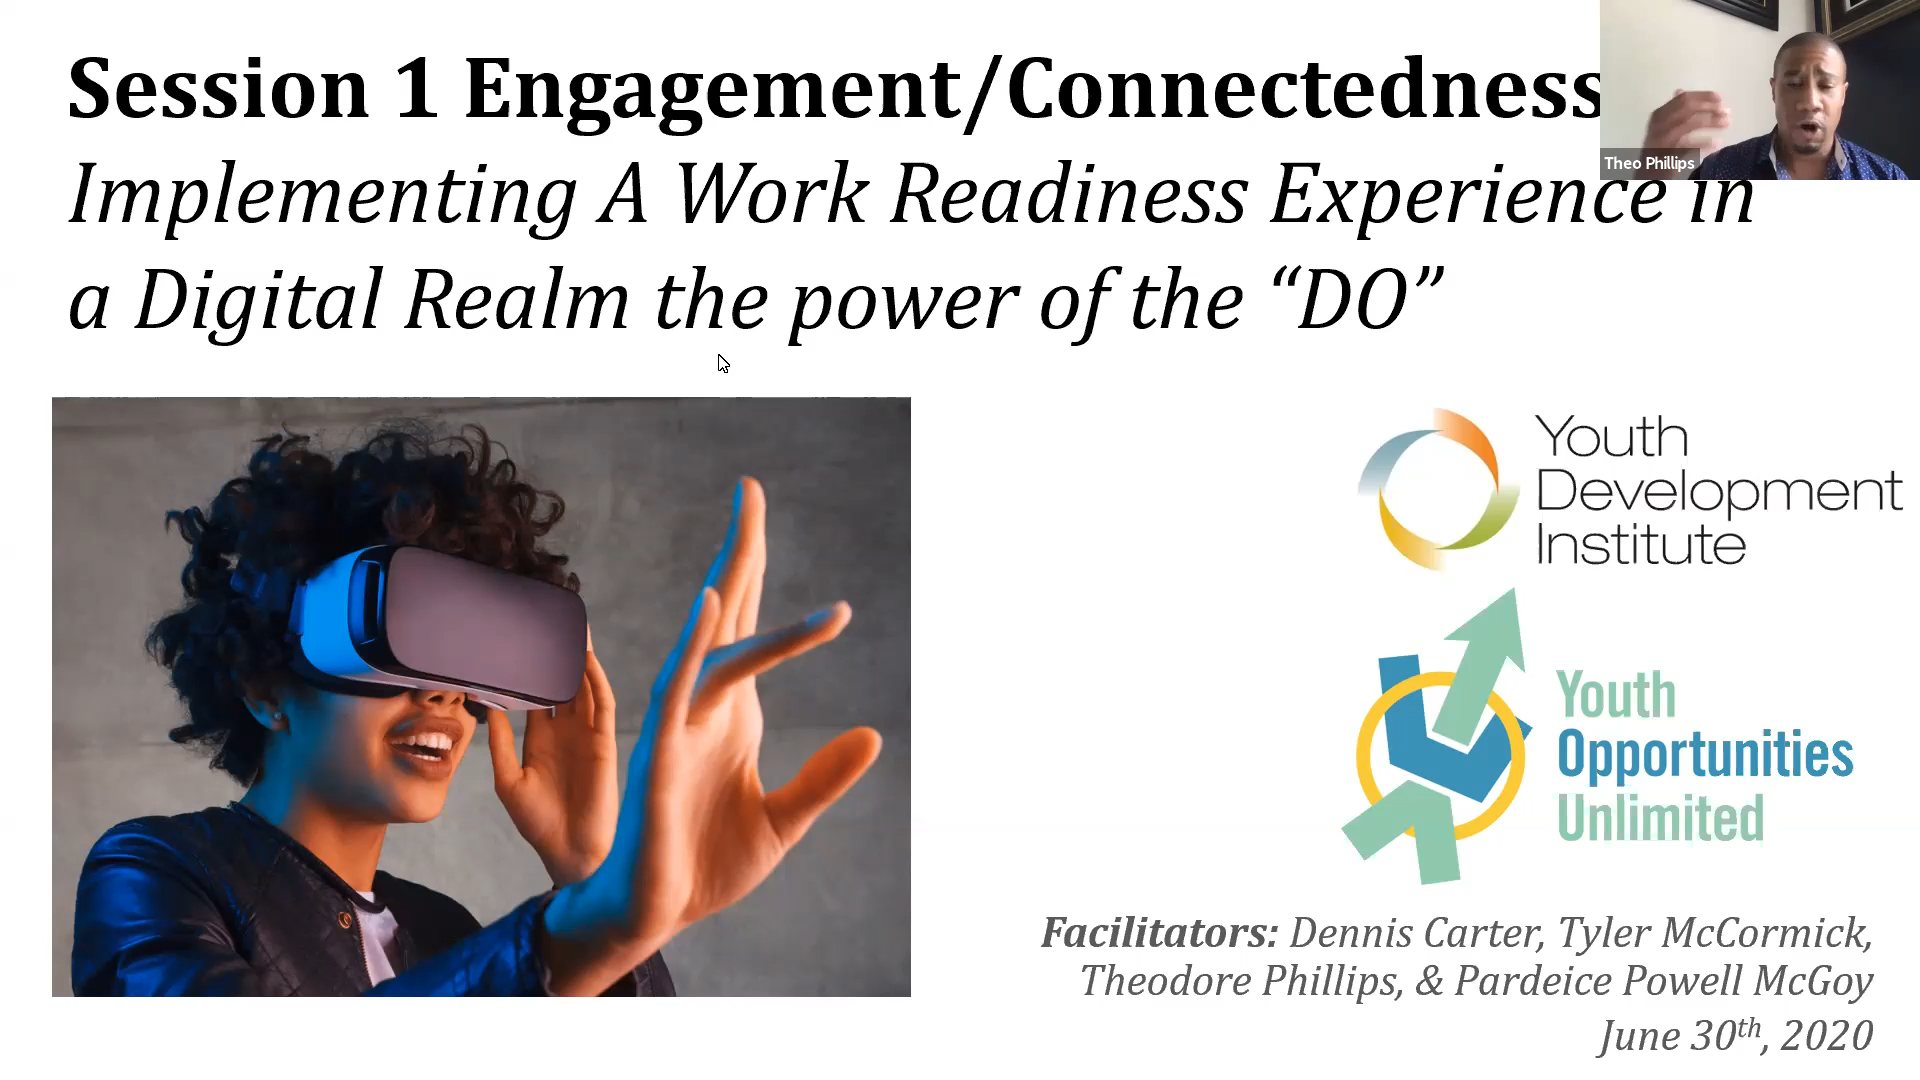 Session 1 Engagement/Connectedness
Implementing A Work Readiness Experience in
a Digital Realm the power of the “DO”
Theo Phillips
Youth
Development
Institute
Youth
Opportunities
Unlimited
Facilitators: Dennis Carter, Tyler McCormick,
Theodore Phillips, & Pardeice Powell McGoy
June 30th, 2020